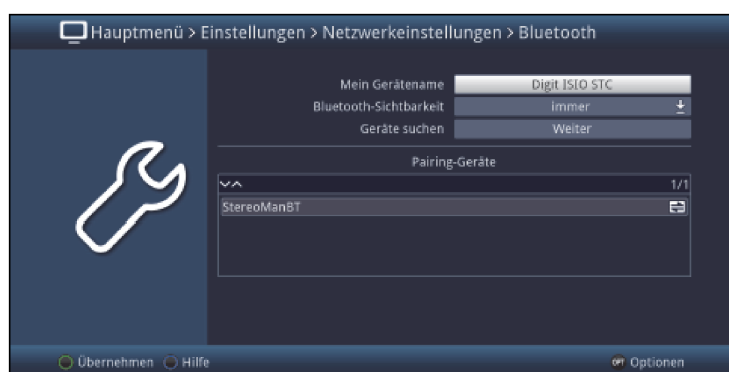 Hauptmenü > Einstellungen > Netzwerkeinstellungen > Bluetooth
Mein Gerätename Digit ISIO STC
Bluetooth-Sichtbarkeit immer
Geräte suchen Weiter
Pairing-Geräte
1/1
StereoManBT
Übernehmen Hilfe OPT Optionen